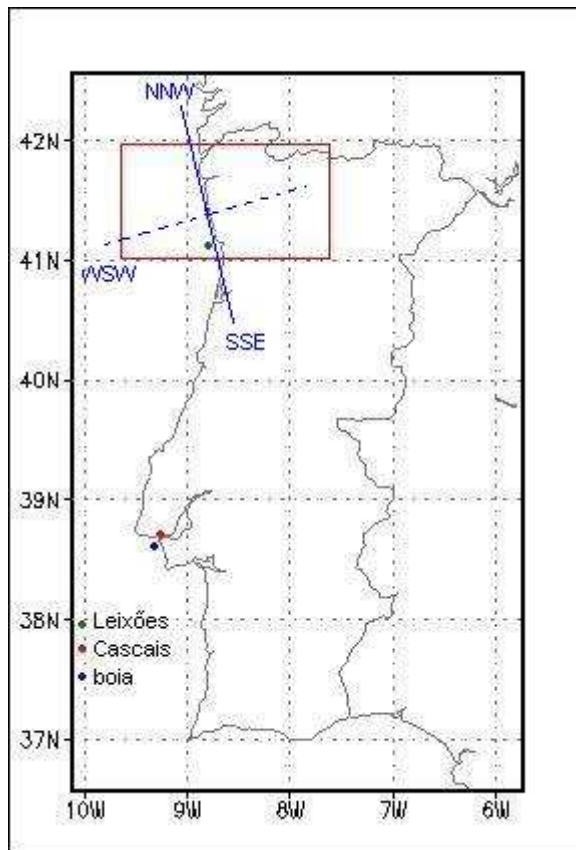 NNW
42N
41N
WSW
SSE
40N
39N
38N
Leixões
Cascais
boia
37N
10W 9W 8W 7W 6W